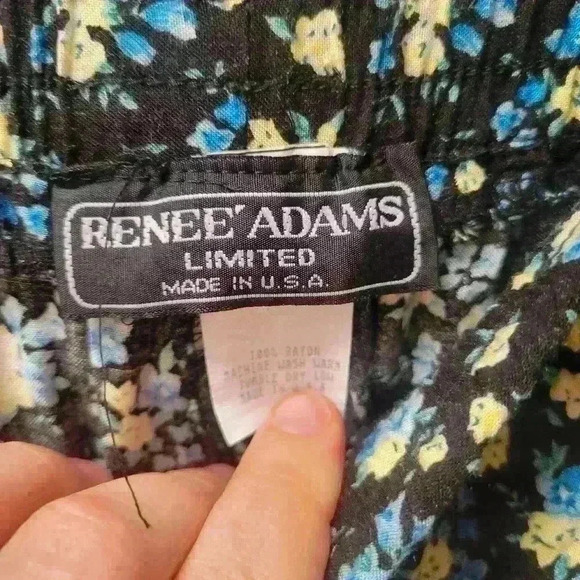 RENEE' ADAMS
LIMITED
MADE IN U.S.A.
100% RAYON
MACHINE WASH WARM
TUMBLE DRY LOW